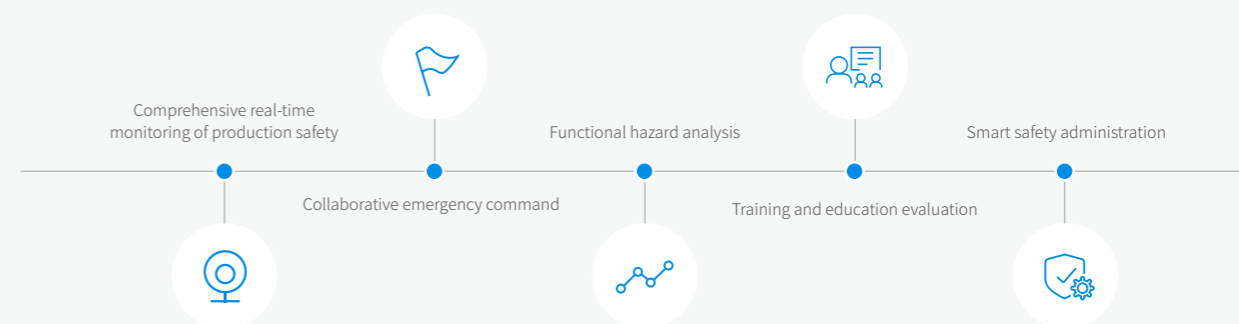 Comprehensive real-time
monitoring of production safety
Collaborative emergency command
Functional hazard analysis
Training and education evaluation
Smart safety administration